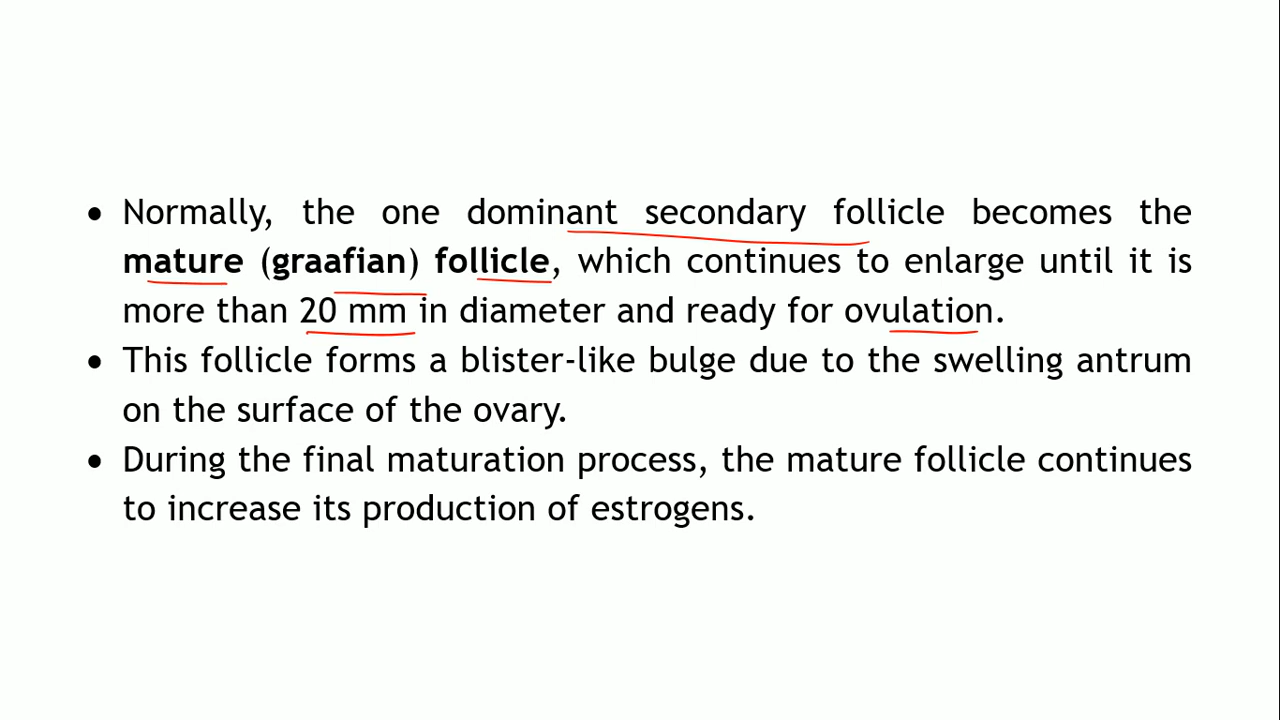 • Normally, the one dominant secondary follicle becomes the
mature (graafian) follicle, which continues to enlarge until it is
more than 20 mm in diameter and ready for ovulation.
• This follicle forms a blister-like bulge due to the swelling antrum
on the surface of the ovary.
• During the final maturation process, the mature follicle continues
to increase its production of estrogens.